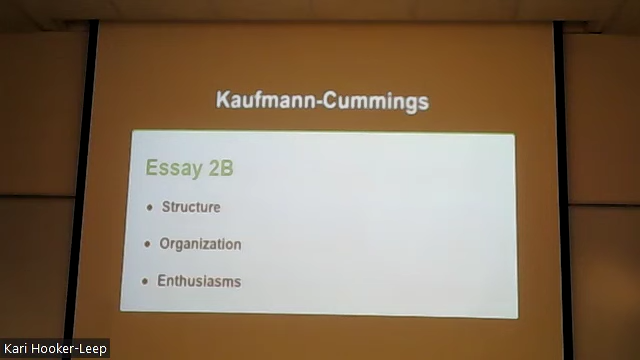 Kaufmann-Cummings
Essay 2B
• Structure
• Organization
• Enthusiasms
Kari Hooker-Leep